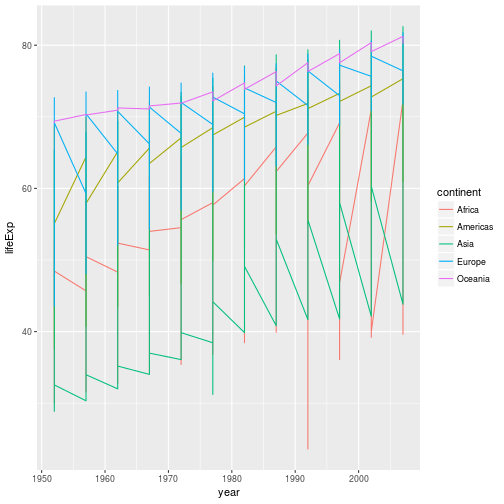 80
60
40
lifeExp
1950
1960
1970
1980
1990
2000
year
continent
Africa
Americas
Asia
Europe
Oceania